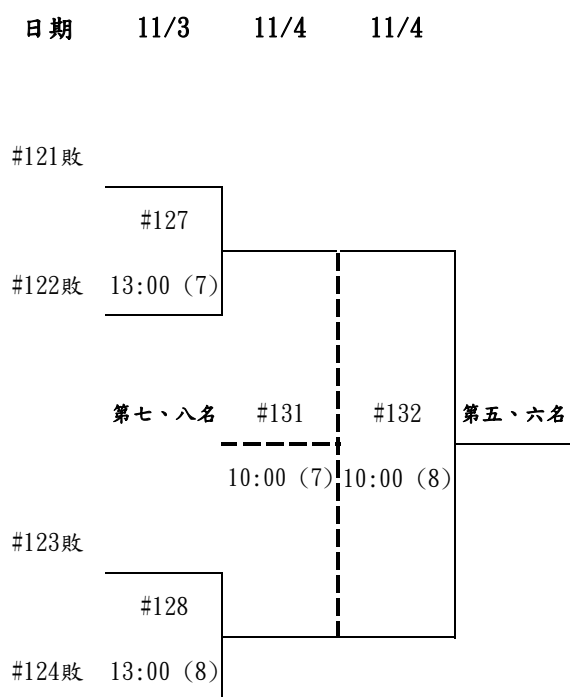 日期 11/3 11/4 11/4
#121敗
#127
#122敗 13:00 (7)
第七、八名 #131 #132 第五、六名
10:00 (7) 10:00 (8)
#123敗
#128
#124敗 13:00 (8)